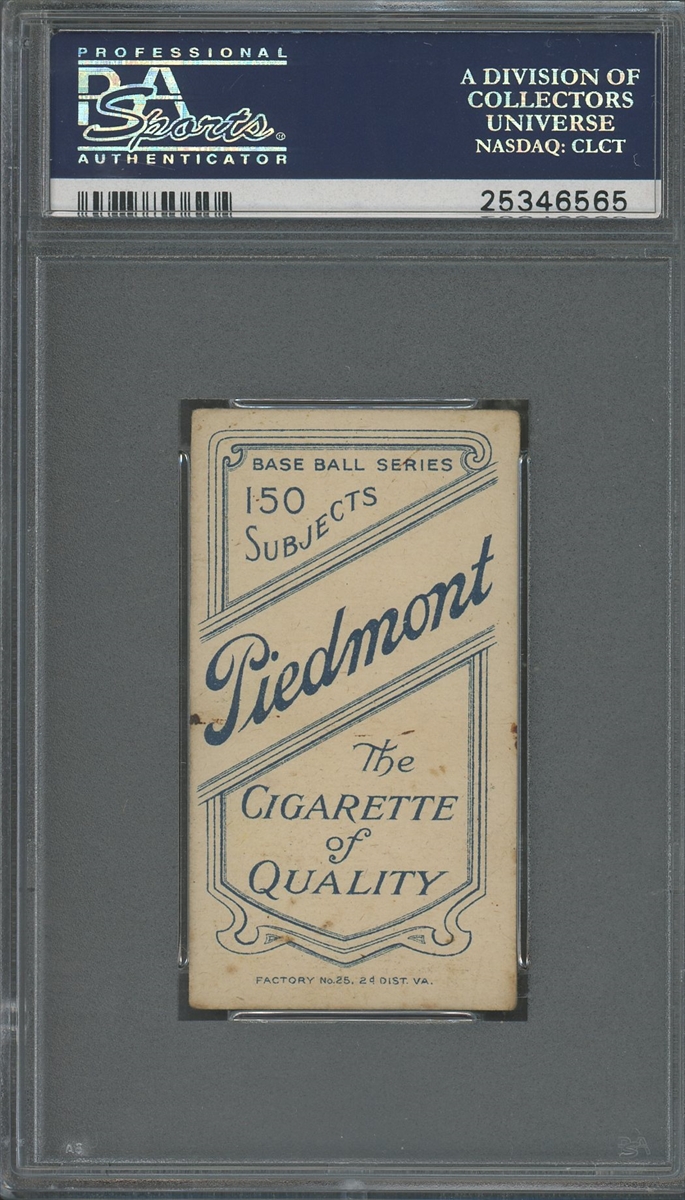 PROFESSIONAL
PSA
Sports
AUTHENTICATOR
A DIVISION OF
COLLECTORS
UNIVERSE
NASDAQ: CLCT
25346565
BASE BALL SERIES
150
SUBJECTS
Piedmont
The
CIGARETTE
of
QUALITY
FACTORY No. 25, 2d DIST. VA.
PSA